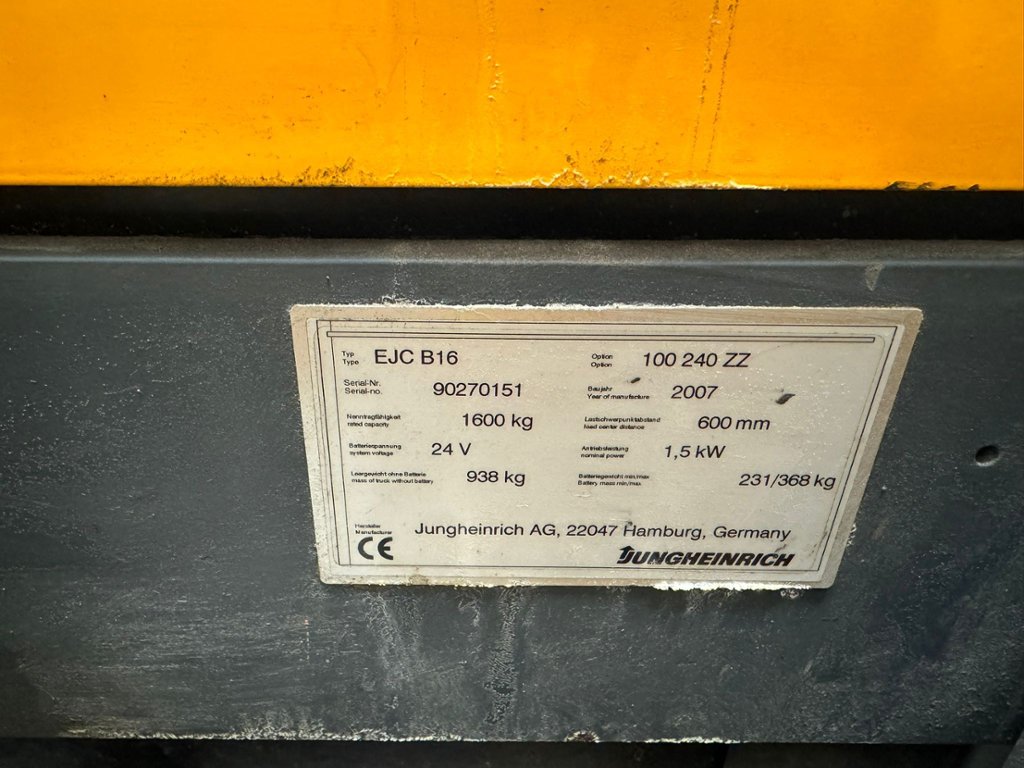 Typ EJC B16 Option 100 240 ZZ
Type Option
Serial-Nr. 90270151 Baujahr 2007
Serial-no. Year of manufacture
Nenntragfähigkeit 1600 kg Lastschwerpunktabstand 600 mm
rated capacity load center distance
Batteriespannung 24 V Antriebsleistung 1,5 kW
system voltage nominal power
Leergewicht ohne Batterie 938 kg Batteriegewicht min/max 231/368 kg
mass of truck without battery Battery mass min/max
Hersteller Jungheinrich AG, 22047 Hamburg, Germany
Manufacturer
CE JUNGHEINRICH